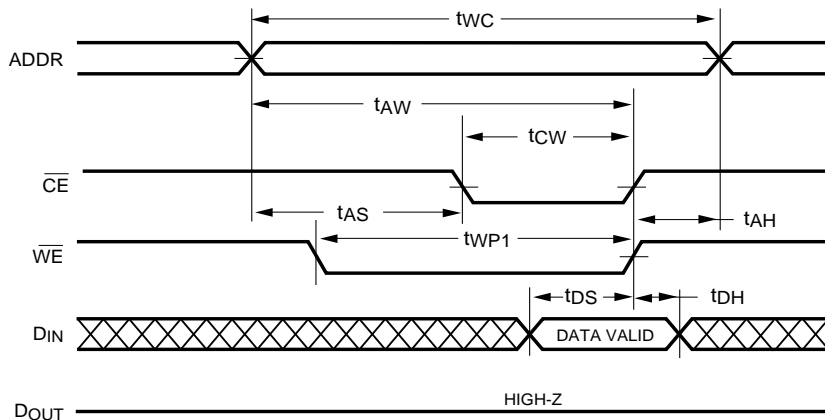 tWC
ADDR
tAW
tCW
CE
tAS
tAH
tWP1
WE
tDS
tDH
DIN
DATA VALID
HIGH-Z
DOUT